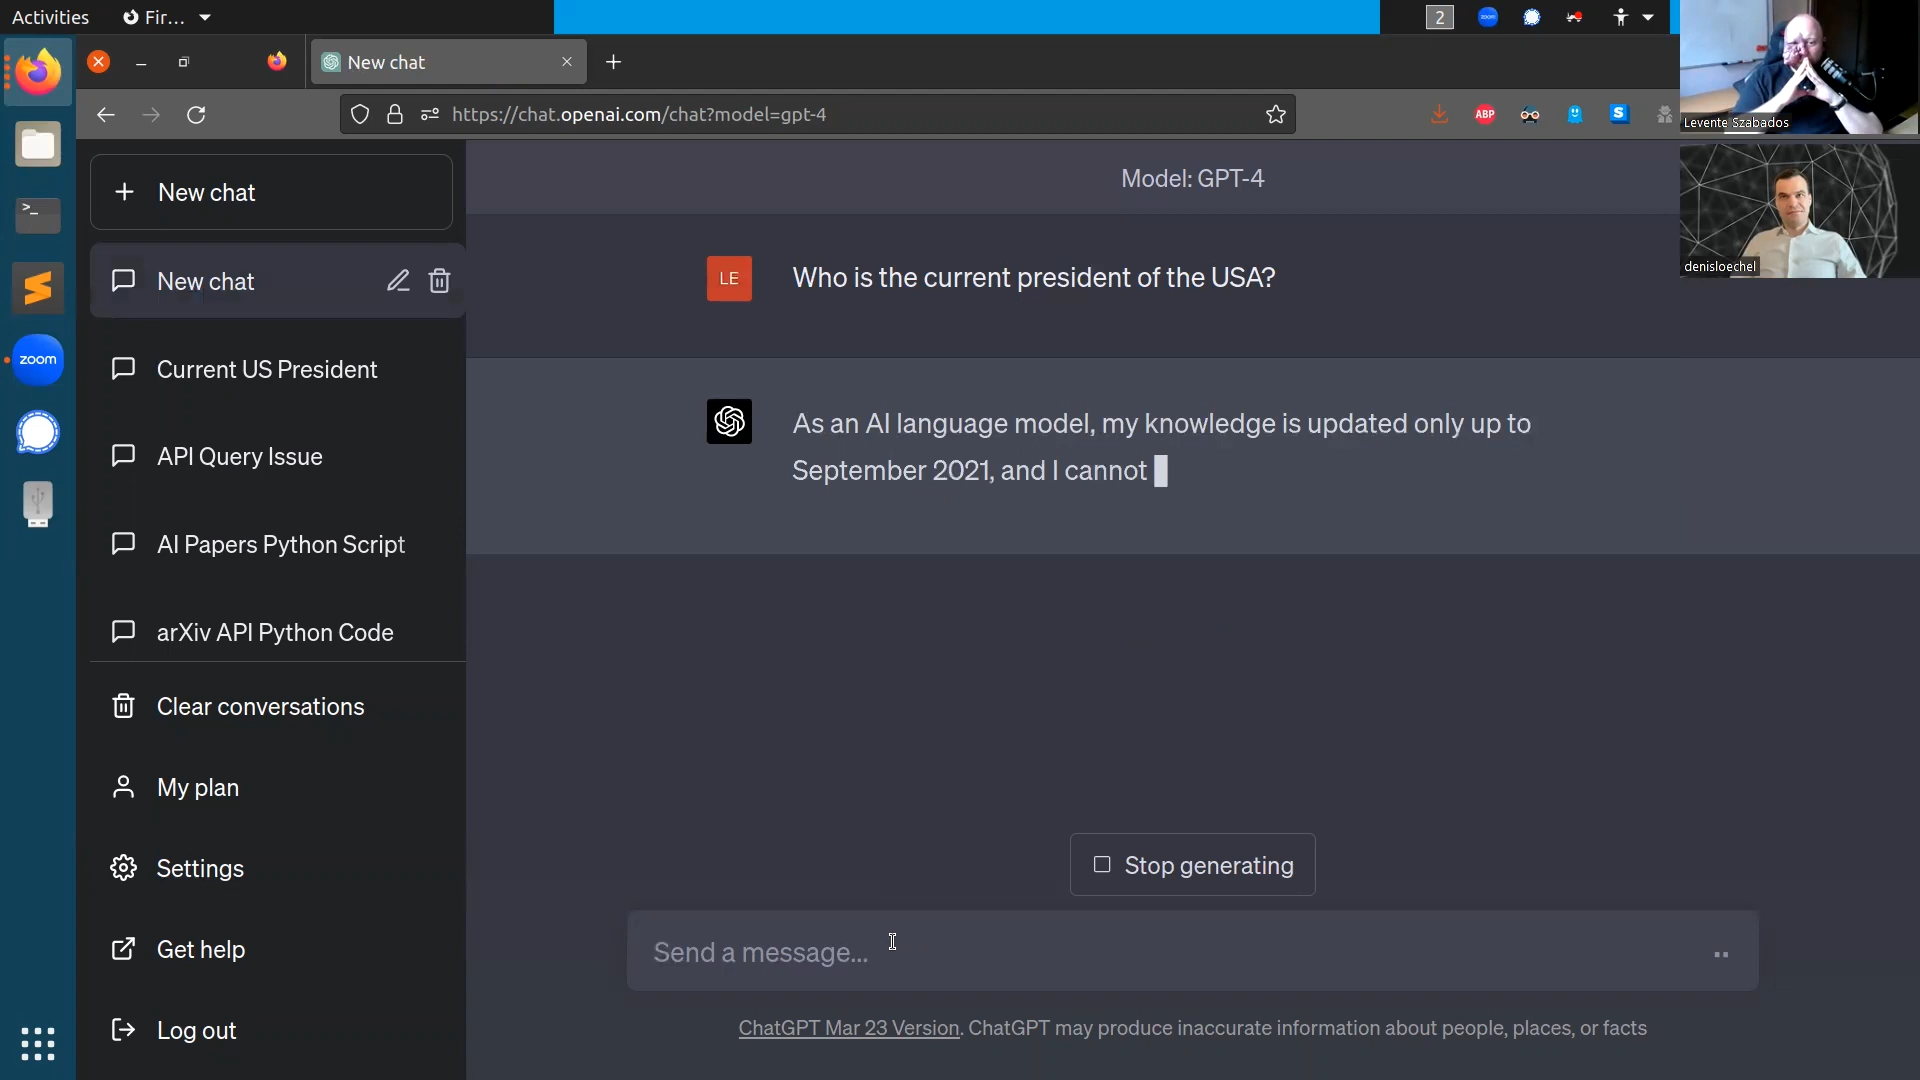 Activities
Fir...
2
zoom
New chat
https://chat.openai.com/chat?model=gpt-4
ABP
S
Levente Szabados
denisloechel
zoom
>_
New chat
New chat
Current US President
API Query Issue
AI Papers Python Script
arXiv API Python Code
Clear conversations
My plan
Settings
Get help
Log out
Model: GPT-4
LE
Who is the current president of the USA?
As an AI language model, my knowledge is updated only up to
September 2021, and I cannot
Stop generating
Send a message...
ChatGPT Mar 23 Version. ChatGPT may produce inaccurate information about people, places, or facts